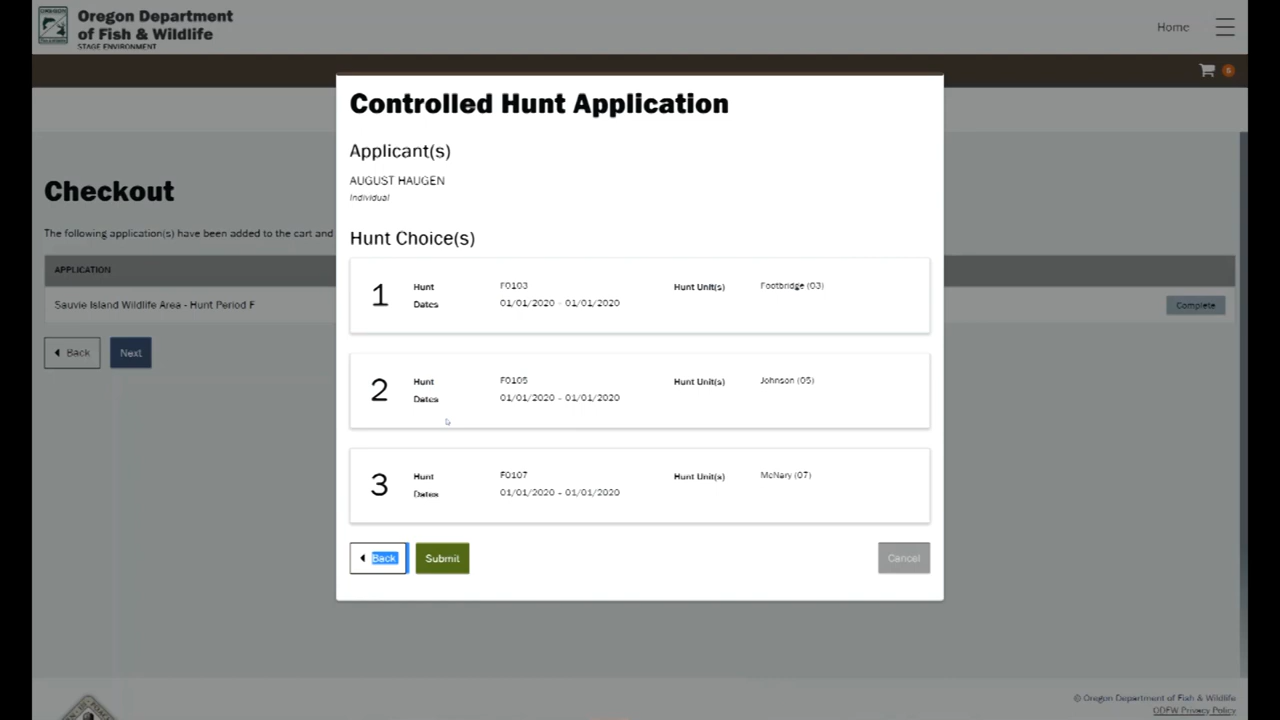 Oregon Department
of Fish & Wildlife
STAGE ENVIRONMENT
Home
5
Checkout
The following application(s) have been added to the cart and
APPLICATION
Sauvie Island Wildlife Area - Hunt Period F
Complete
Back
Next
Controlled Hunt Application
Applicant(s)
AUGUST HAUGEN
Individual
Hunt Choice(s)
1
Hunt F0103 Hunt Unit(s) Footbridge (03)
Dates 01/01/2020 - 01/01/2020
2
Hunt F0105 Hunt Unit(s) Johnson (05)
Dates 01/01/2020 - 01/01/2020
3
Hunt F0107 Hunt Unit(s) McNary (07)
Dates 01/01/2020 - 01/01/2020
Back Submit Cancel
© Oregon Department of Fish & Wildlife
ODFW Privacy Policy